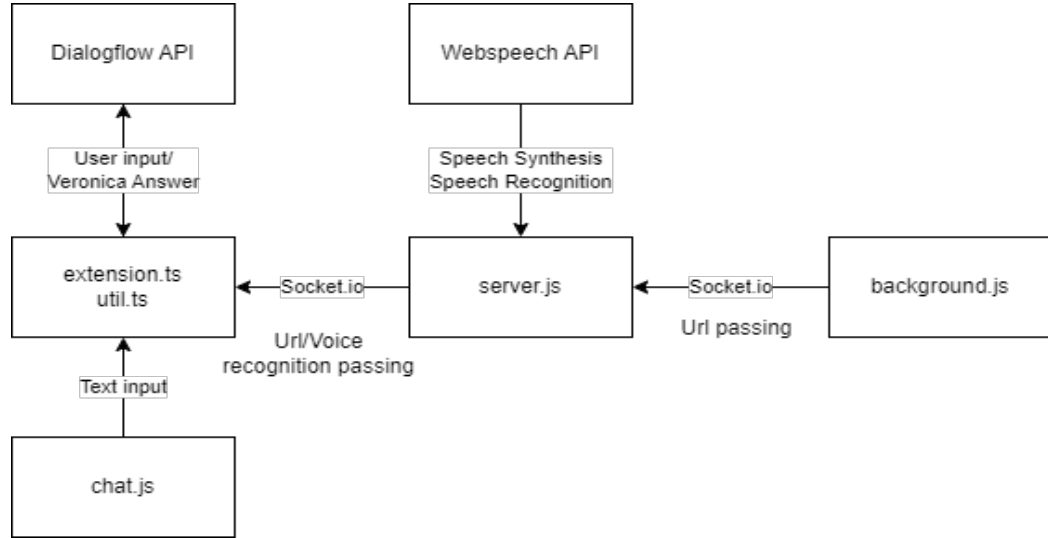 Dialogflow API
Webspeech API
User input/
Veronica Answer
Speech Synthesis
Speech Recognition
extension.ts
util.ts
Socket.io
server.js
Socket.io
background.js
Url/Voice
recognition passing
Url passing
Text input
chat.js